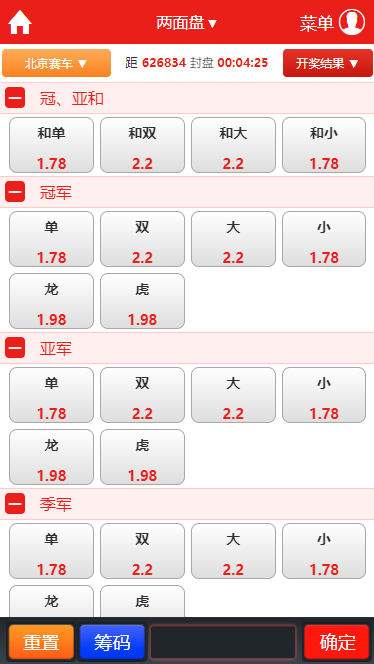 两面盘▼ 菜单
北京赛车 ▼ 距 626834 封盘 00:04:25 开奖结果 ▼
冠、亚和
和单 和双 和大 和小
1.78 2.2 2.2 1.78
冠军
单 双 大 小
1.78 2.2 2.2 1.78
龙 虎
1.98 1.98
亚军
单 双 大 小
1.78 2.2 2.2 1.78
龙 虎
1.98 1.98
季军
单 双 大 小
1.78 2.2 2.2 1.78
龙 虎
重置 筹码 确定